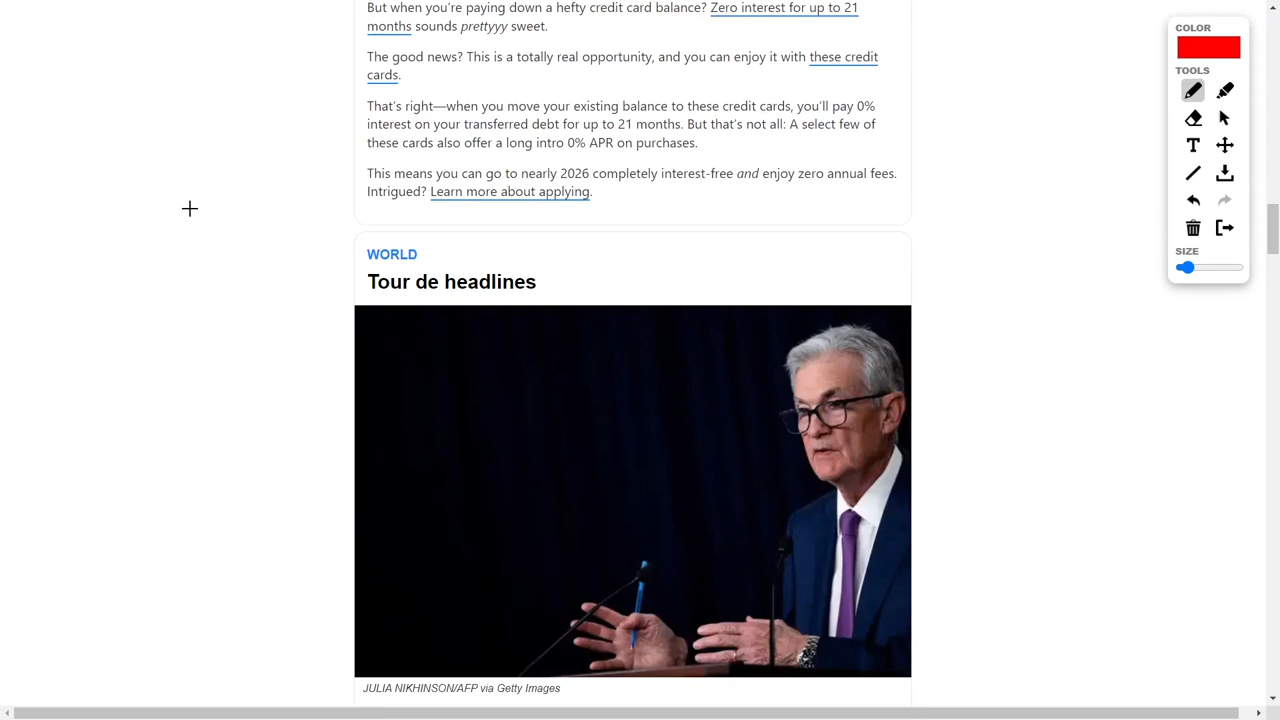 But when you’re paying down a hefty credit card balance? Zero interest for up to 21
months sounds prettyyy sweet.
The good news? This is a totally real opportunity, and you can enjoy it with these credit
cards.
That’s right—when you move your existing balance to these credit cards, you’ll pay 0%
interest on your transferred debt for up to 21 months. But that’s not all: A select few of
these cards also offer a long intro 0% APR on purchases.
This means you can go to nearly 2026 completely interest-free and enjoy zero annual fees.
Intrigued? Learn more about applying.
WORLD
Tour de headlines
JULIA NIKHINSON/AFP via Getty Images
COLOR
TOOLS
T
SIZE